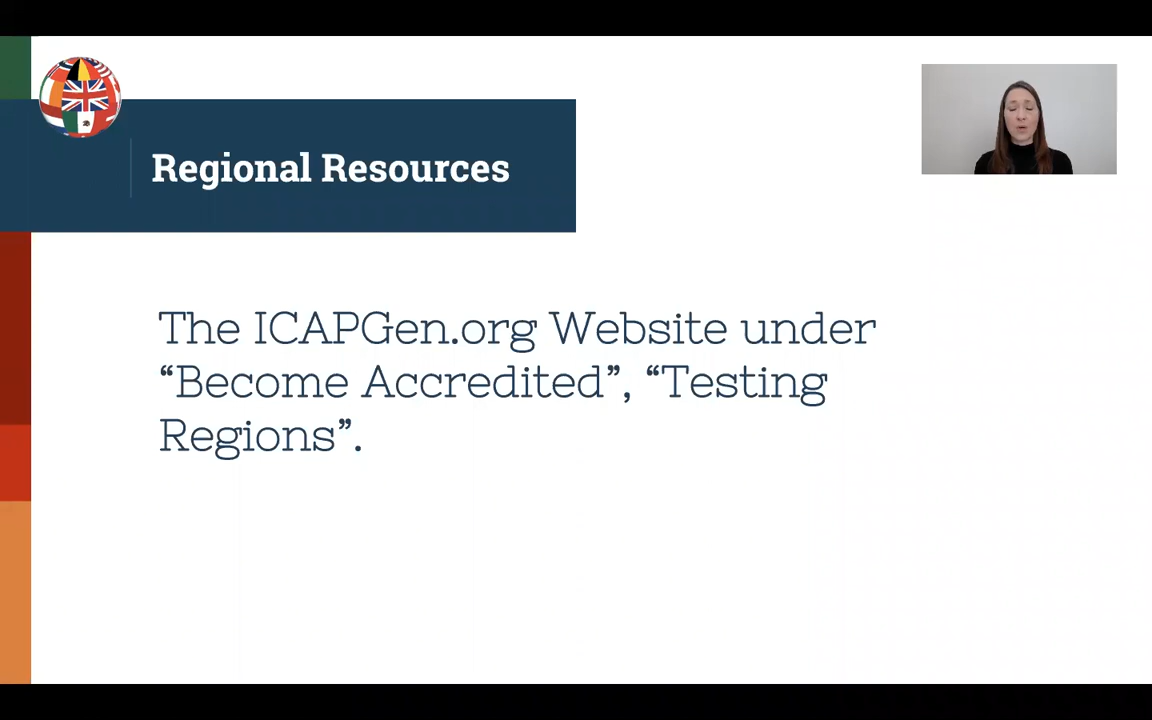 Regional Resources
The ICAPGen.org Website under
“Become Accredited”, “Testing
Regions”.